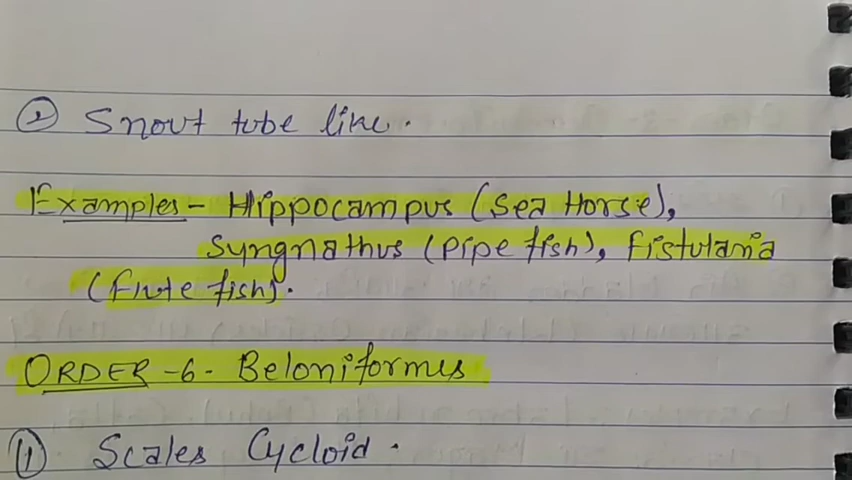 ② Snout tube like.
Examples - Hippocampus (Sea Horse),
Syngnathus (pipe fish), Fistularia
(flute fish).
ORDER - 6 - Beloniformes
① Scales Cycloid.